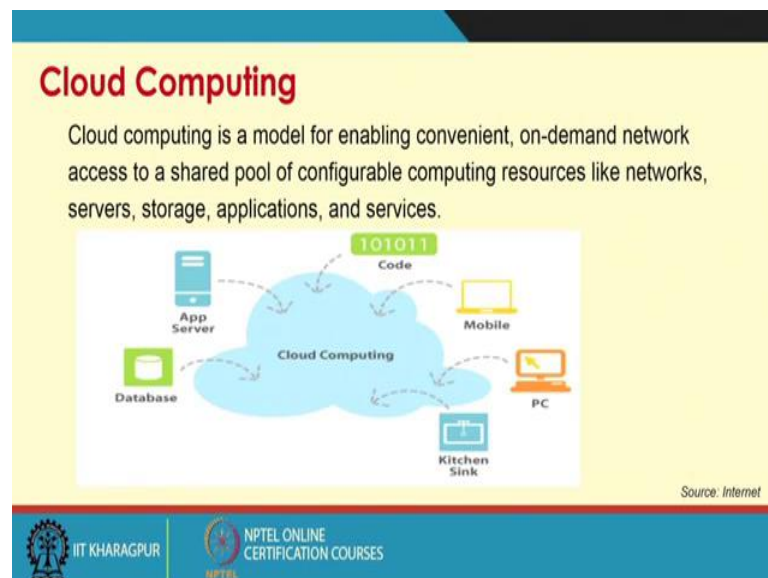 Cloud Computing
Cloud computing is a model for enabling convenient, on-demand network
access to a shared pool of configurable computing resources like networks,
servers, storage, applications, and services.
101011
Code
App
Server
Mobile
Cloud Computing
Database
PC
Kitchen
Sink
Source: Internet
IIT KHARAGPUR
NPTEL ONLINE
CERTIFICATION COURSES
NPTEL